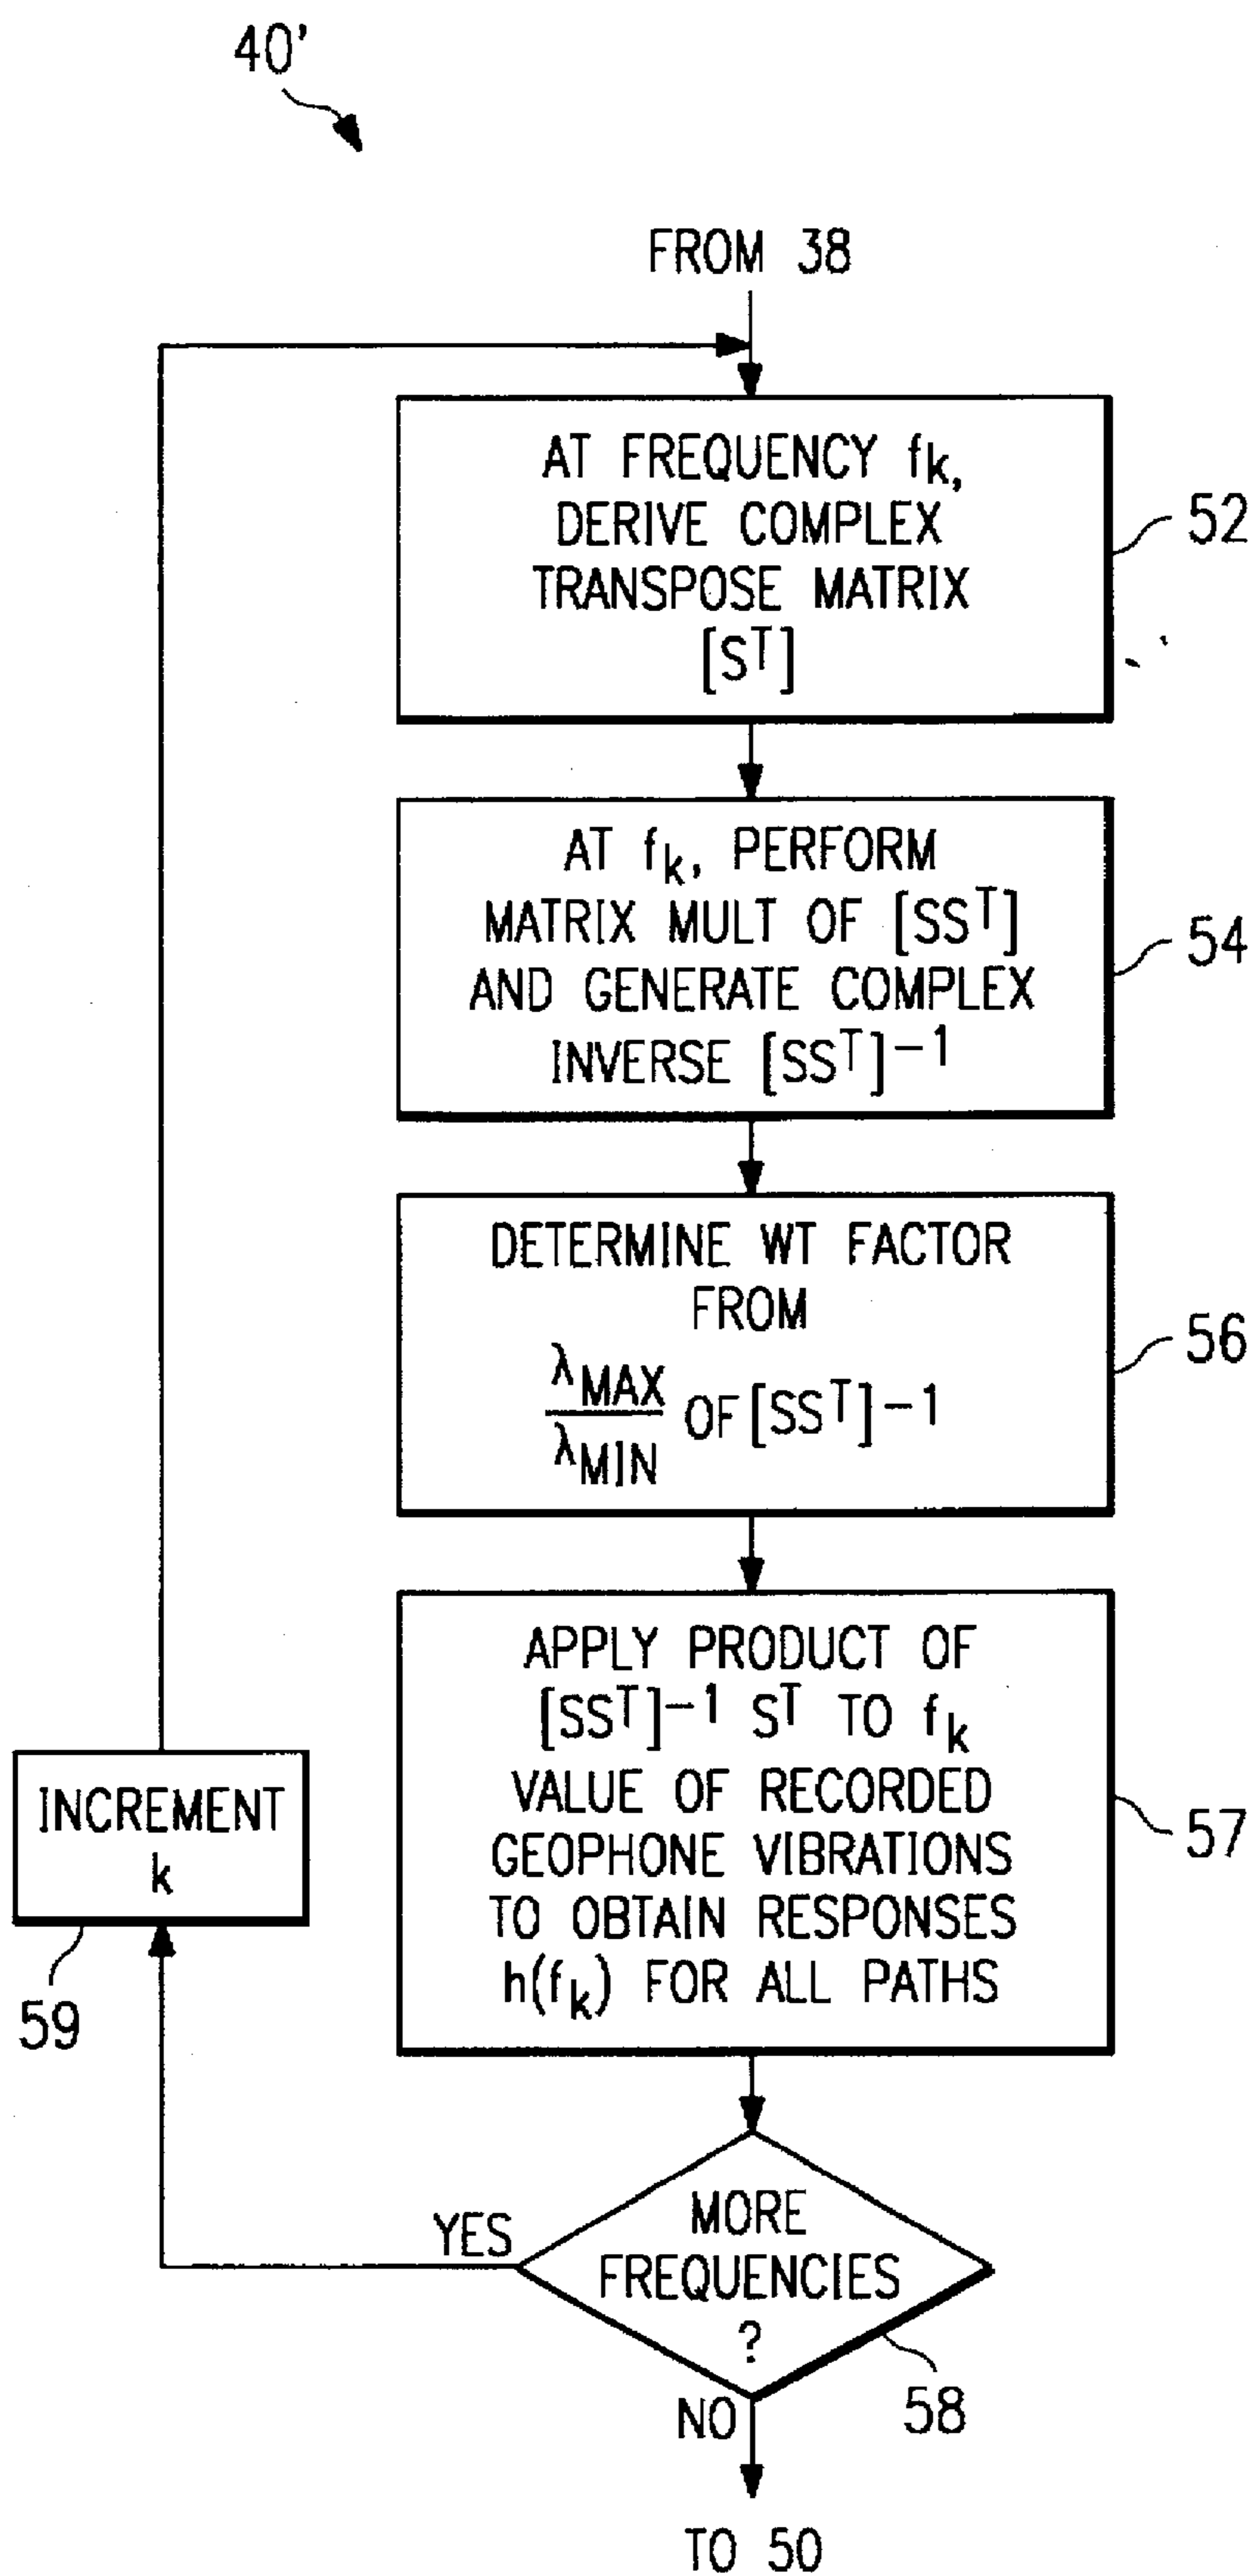 40'
FROM 38
AT FREQUENCY fk,
DERIVE COMPLEX
TRANSPOSE MATRIX
[Sᵀ]
52
AT fk, PERFORM
MATRIX MULT OF [SSᵀ]
AND GENERATE COMPLEX
INVERSE [SSᵀ]⁻¹
54
DETERMINE WT FACTOR
FROM
λMAX
λMIN
OF [SSᵀ]⁻¹
56
APPLY PRODUCT OF
[SSᵀ]⁻¹ Sᵀ TO fk
VALUE OF RECORDED
GEOPHONE VIBRATIONS
TO OBTAIN RESPONSES
h(fk) FOR ALL PATHS
57
INCREMENT
k
59
MORE
FREQUENCIES
?
58
YES
NO
TO 50